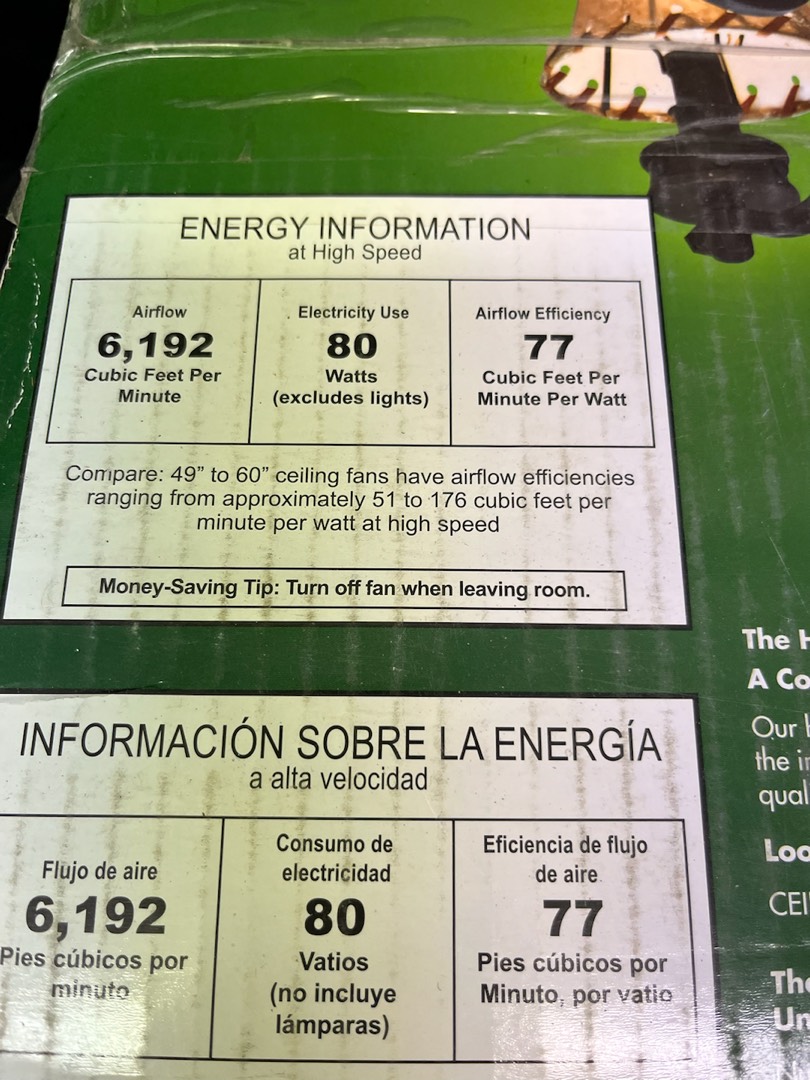 ENERGY INFORMATION
at High Speed
Airflow
6,192
Cubic Feet Per
Minute
Electricity Use
80
Watts
(excludes lights)
Airflow Efficiency
77
Cubic Feet Per
Minute Per Watt
Compare: 49” to 60” ceiling fans have airflow efficiencies
ranging from approximately 51 to 176 cubic feet per
minute per watt at high speed
Money-Saving Tip: Turn off fan when leaving room.
INFORMACIÓN SOBRE LA ENERGÍA
a alta velocidad
Flujo de aire
6,192
Pies cúbicos por
minuto
Consumo de
electricidad
80
Vatios
(no incluye
lámparas)
Eficiencia de flujo
de aire
77
Pies cúbicos por
Minuto, por vatio
The
A
Our
the